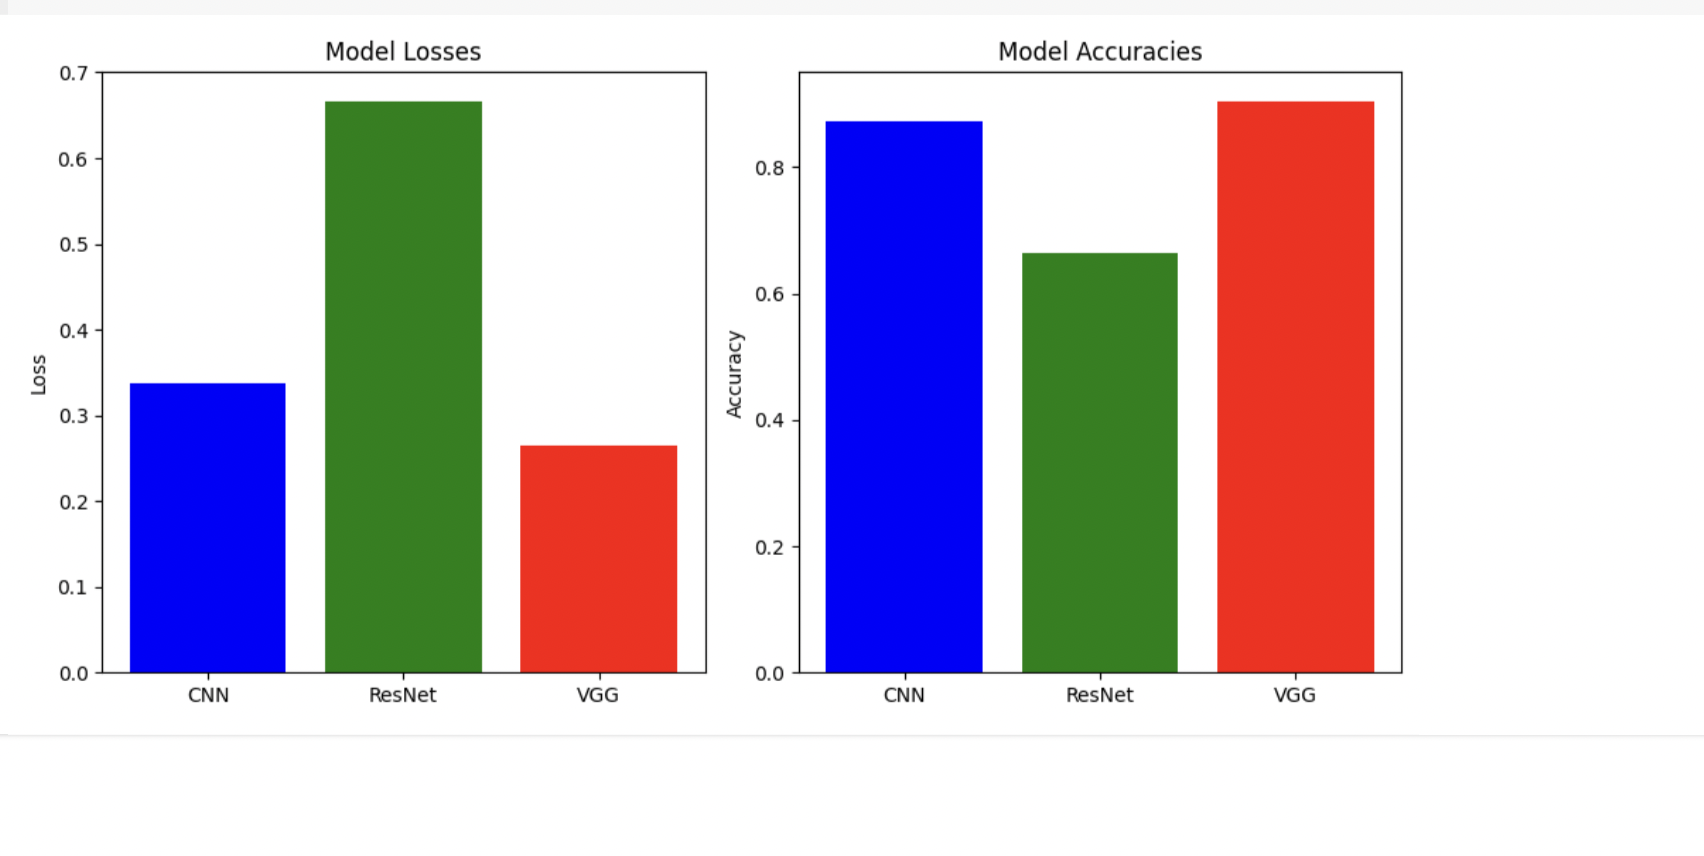 Model Losses
0.7
0.6
0.5
0.4
0.3
0.2
0.1
0.0
Loss
CNN
ResNet
VGG
Model Accuracies
0.8
0.6
0.4
0.2
0.0
Accuracy
CNN
ResNet
VGG